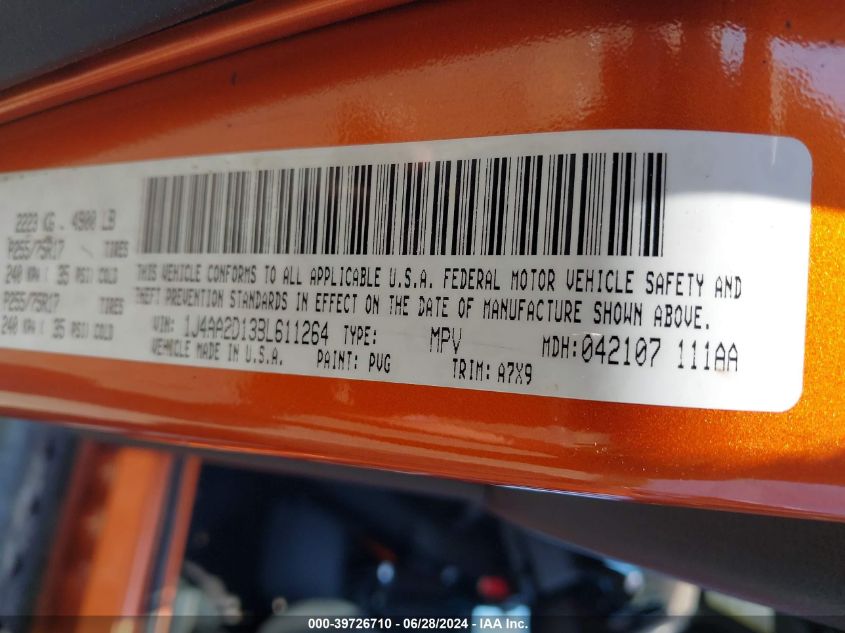 2223 KG - 4900 LB
P255/75R17 TIRES
240 KPA ( 35 PSI) COLD
P255/75R17 TIRES
240 KPA ( 35 PSI) COLD
THIS VEHICLE CONFORMS TO ALL APPLICABLE U.S.A. FEDERAL MOTOR VEHICLE SAFETY AND
THEFT PREVENTION STANDARDS IN EFFECT ON THE DATE OF MANUFACTURE SHOWN ABOVE.
VIN: 1J4AA2D13BL611264 TYPE: MPV MDH:042107 111AA
VEHICLE MADE IN U.S.A. PAINT: PVG TRIM: A7X9
000-39726710 / 06/28/2024 - IAA Inc.